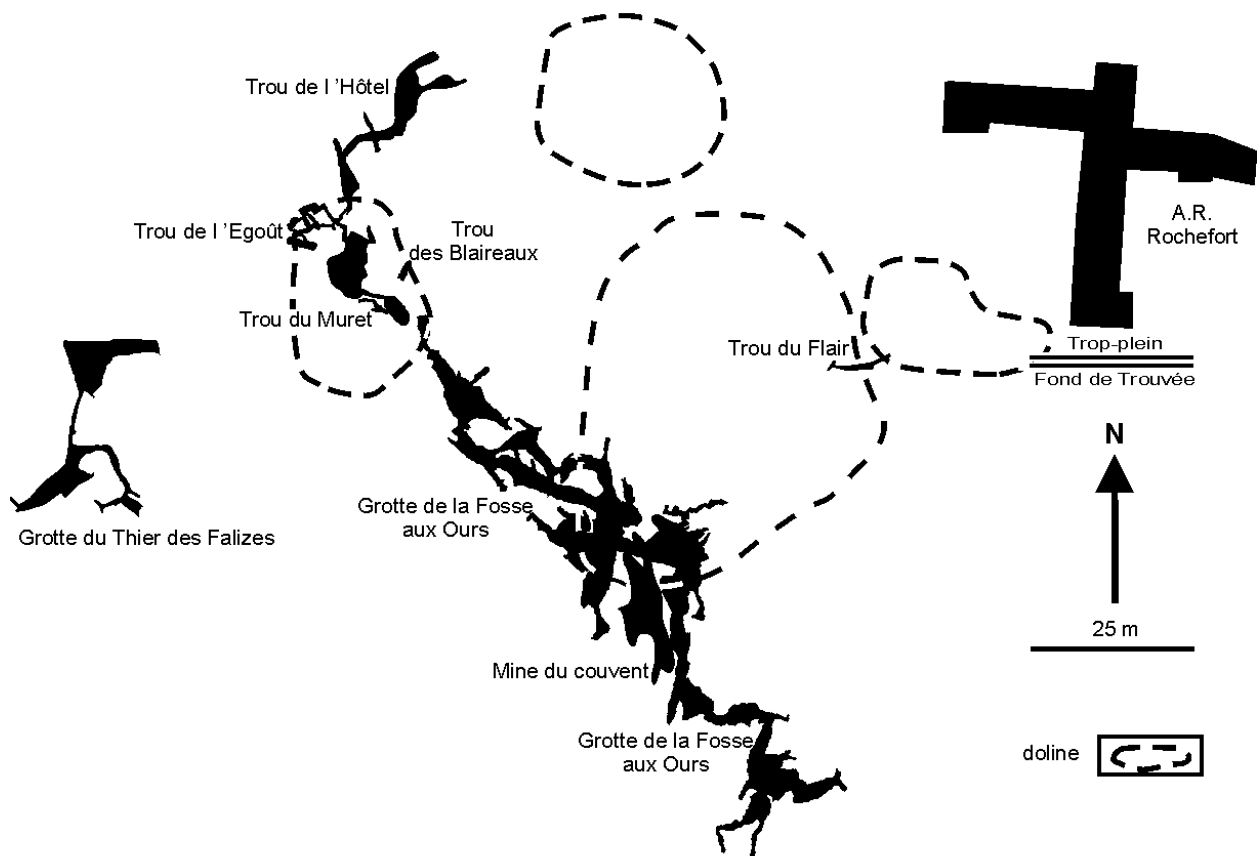 Trou de l 'Hôtel
Trou de l 'Egoût
Trou
des Blaireaux
A.R.
Rochefort
Trou du Muret
Trou du Flair
Trop-plein
Fond de Trouvée
N
Grotte de la Fosse
aux Ours
Grotte du Thier des Falizes
25 m
Mine du couvent
Grotte de la Fosse
aux Ours
doline